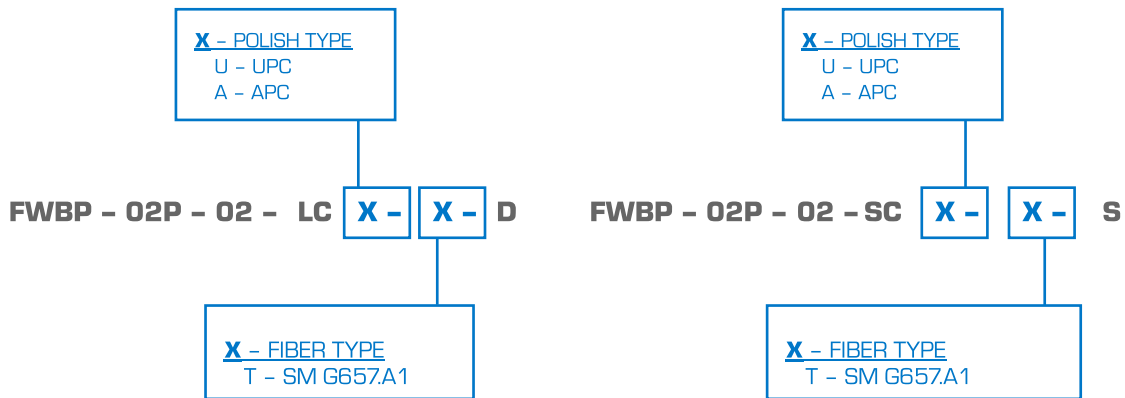 X – POLISH TYPE
U – UPC
A – APC
X – POLISH TYPE
U – UPC
A – APC
FWBP – 02P – 02 – LC X – X – D
FWBP – 02P – 02 – SC X – X – S
X – FIBER TYPE
T – SM G657.A1
X – FIBER TYPE
T – SM G657.A1